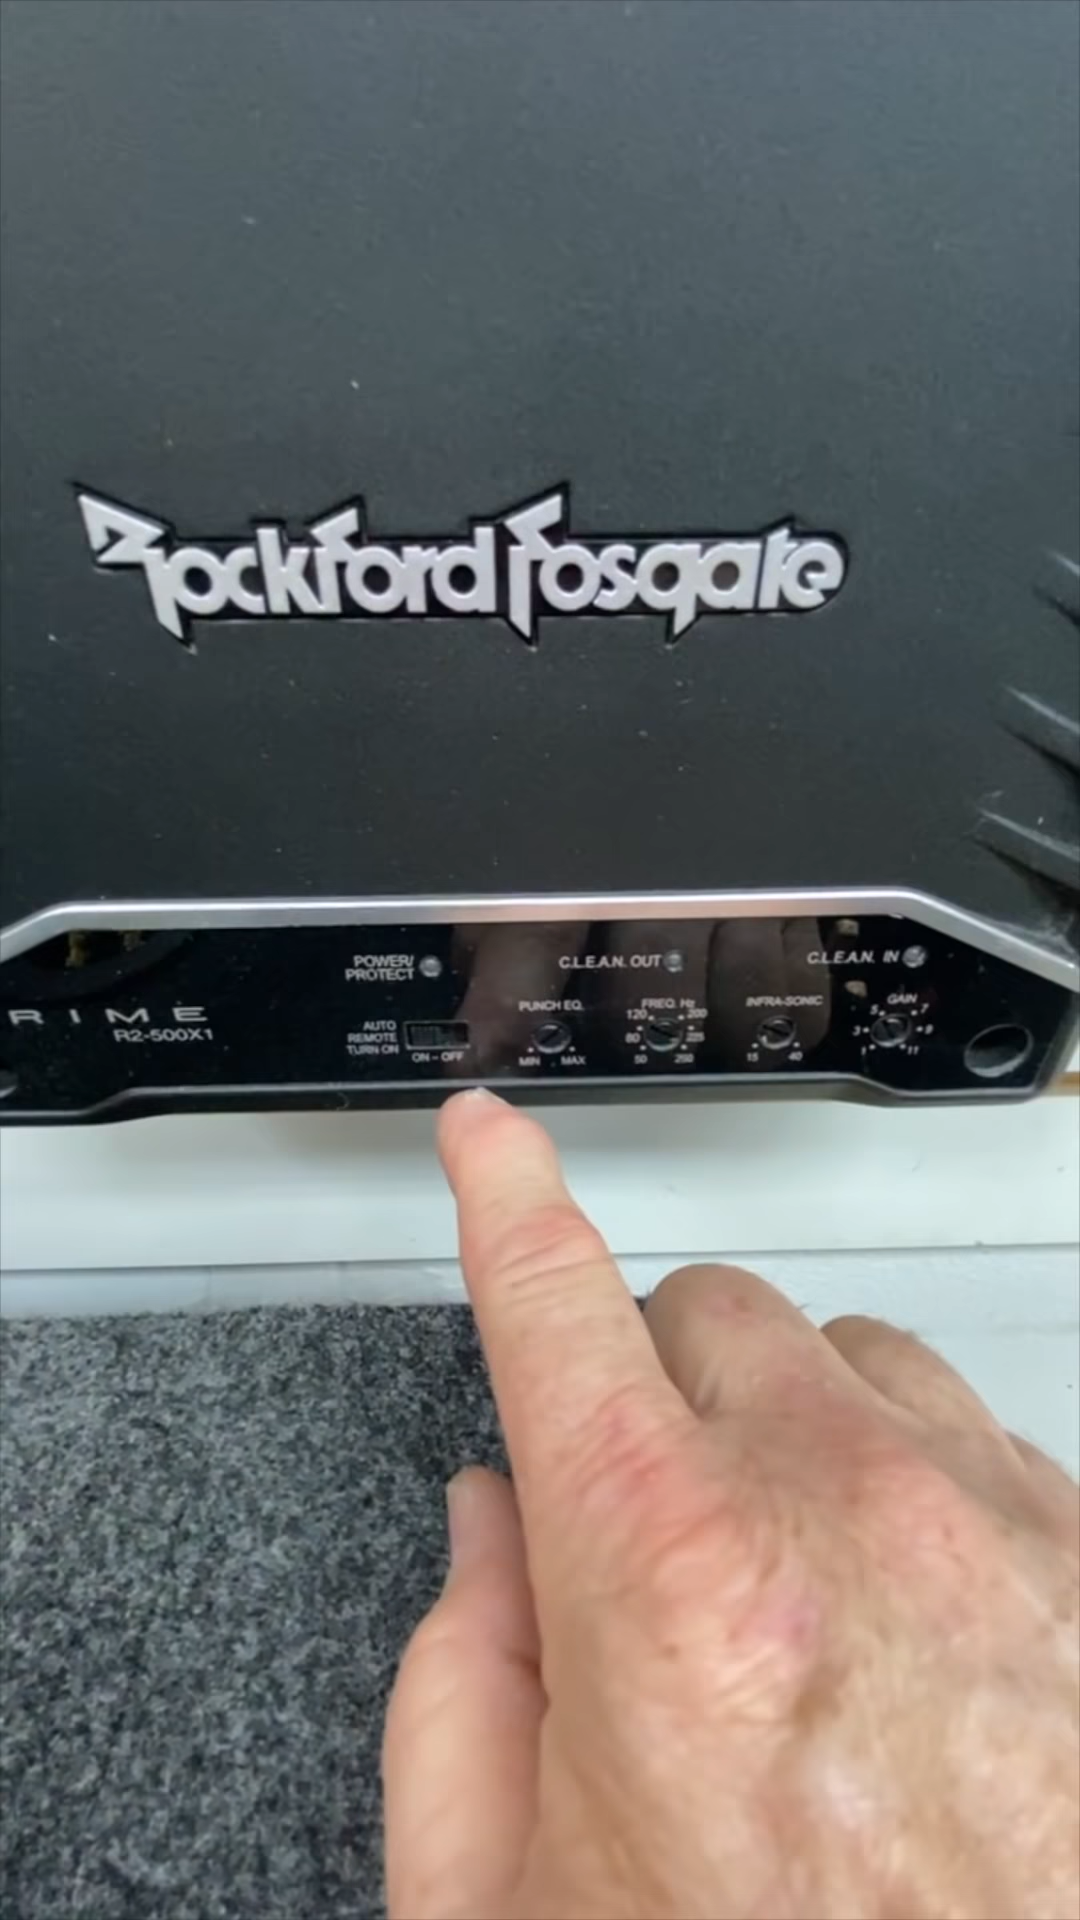 Rockford Fosgate
POWER/
PROTECT
C.L.E.A.N. OUT
C.L.E.A.N. IN
RIME
R2-500X1
AUTO
REMOTE
TURN ON
ON – OFF
PUNCH EQ
MIN MAX
FREQ. Hz
120 200
80 225
50 250
INFRA-SONIC
15 40
GAIN
5 7
3 9
1 11